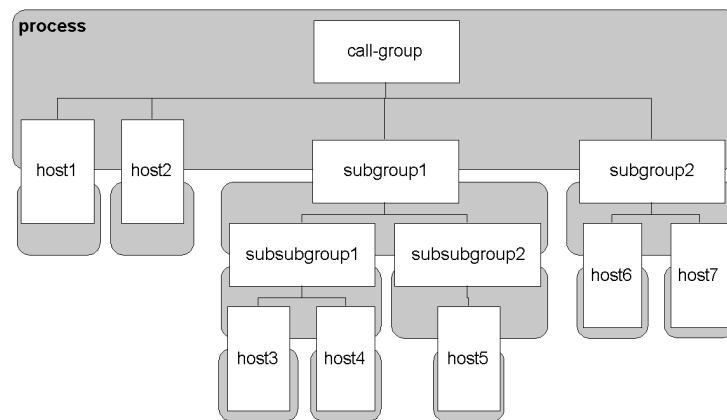 process
call-group
host1
host2
subgroup1
subgroup2
subsubgroup1
subsubgroup2
host6
host7
host3
host4
host5